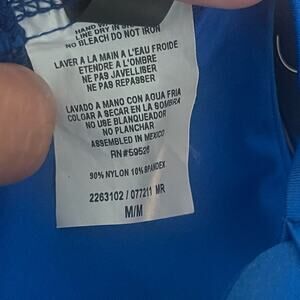 HAND W
LINE DRY IN
NO BLEACH DO NOT IRON
LAVER A LA MAIN A L'EAU FROIDE
ETENDRE A L'OMBRE
NE PAS JAVELLISER
NE PAS REPASSER
LAVADO A MANO CON AGUA FRIA
COLGAR A SECAR EN LA SOMBRA
NO USE BLANQUEADOR
NO PLANCHAR
ASSEMBLED IN MEXICO
RN#59526
90% NYLON 10% SPANDEX
2263102 / 077211 MR
M/M